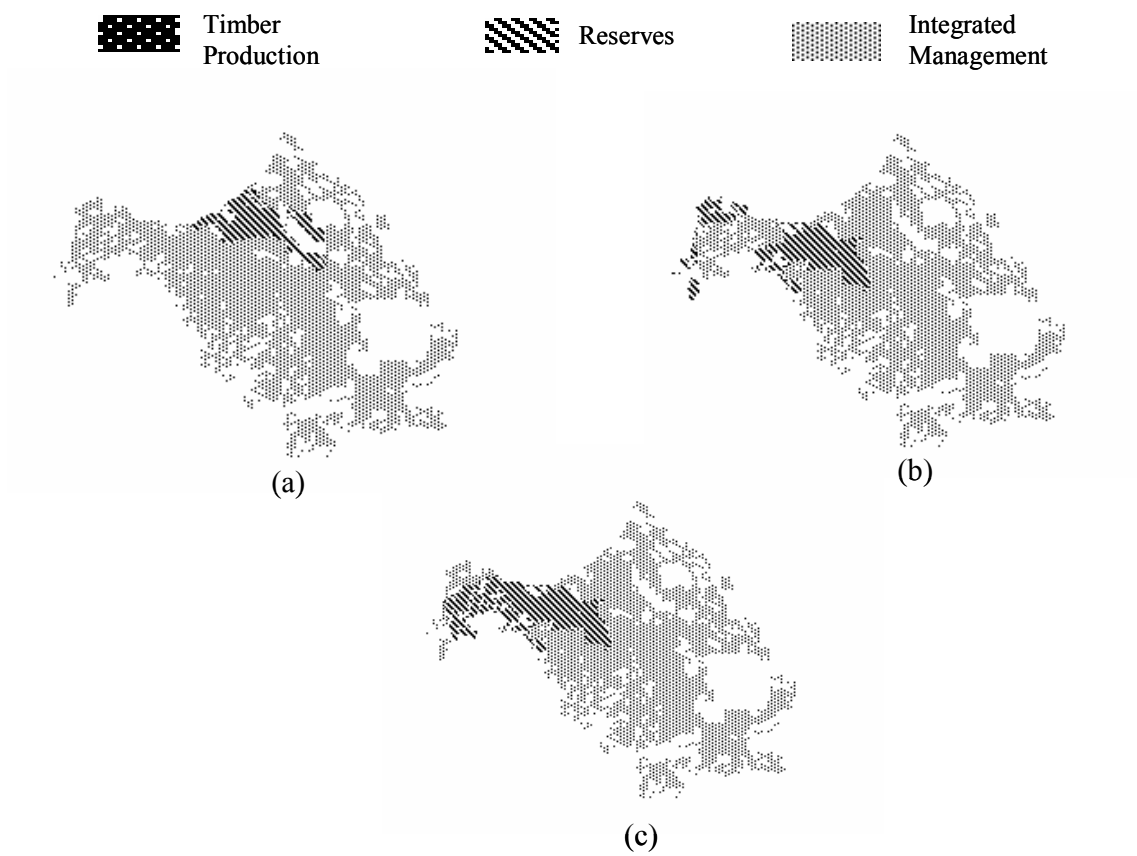 Timber
Production
Reserves
Integrated
Management
(a)
(b)
(c)